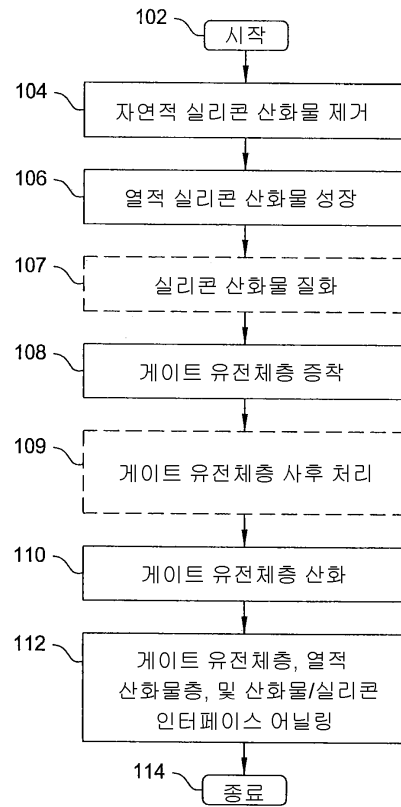 102
시작
104
자연적 실리콘 산화물 제거
106
열적 실리콘 산화물 성장
107
실리콘 산화물 질화
108
게이트 유전체층 증착
109
게이트 유전체층 사후 처리
110
게이트 유전체층 산화
112
게이트 유전체층, 열적
산화물층, 및 산화물/실리콘
인터페이스 어닐링
114
종료